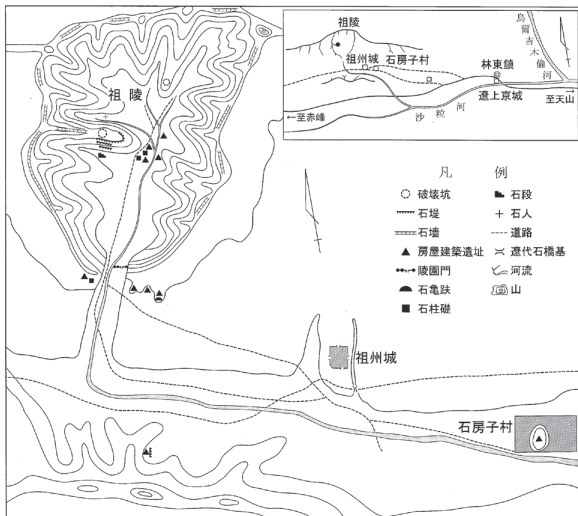 祖陵
祖州城 石房子村
烏爾吉木倫河
林東鎮
遼上京城
至天山→
←至赤峰
沙粒河
祖陵
凡 例
破壊坑
石段
石堤
石人
石墻
道路
房屋建築遺址
遼代石橋基
陵園門
河流
石亀趺
山
石柱礎
祖州城
石房子村